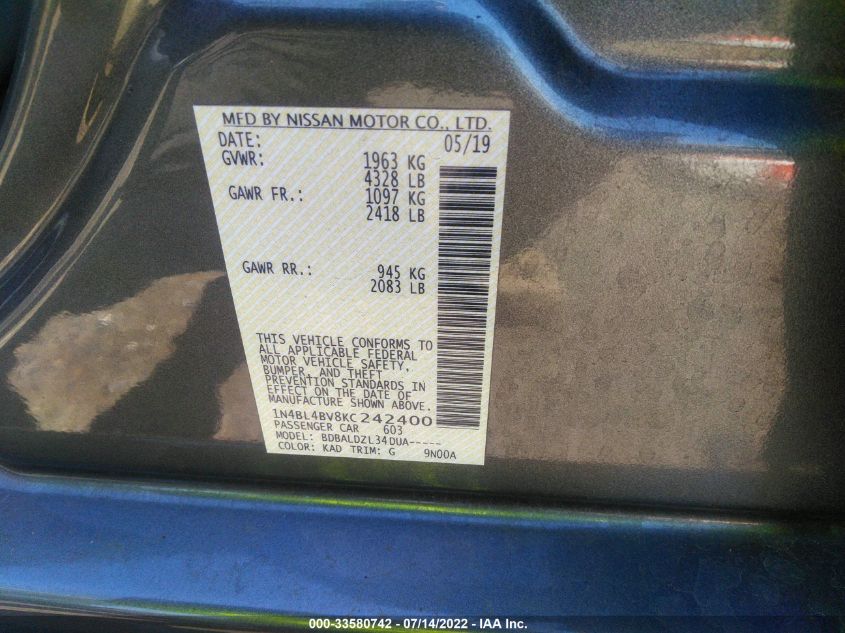 MFD BY NISSAN MOTOR CO., LTD.
DATE: 05/19
GVWR: 1963 KG
4328 LB
GAWR FR.: 1097 KG
2418 LB
GAWR RR.: 945 KG
2083 LB
THIS VEHICLE CONFORMS TO
ALL APPLICABLE FEDERAL
MOTOR VEHICLE SAFETY,
BUMPER, AND THEFT
PREVENTION STANDARDS IN
EFFECT ON THE DATE OF
MANUFACTURE SHOWN ABOVE.
1N4BL4BV8KC242400
PASSENGER CAR 603
MODEL: BDBALDZL34DUA-----
COLOR: KAD TRIM: G 9N00A
000-33580742 - 07/14/2022 - IAA Inc.